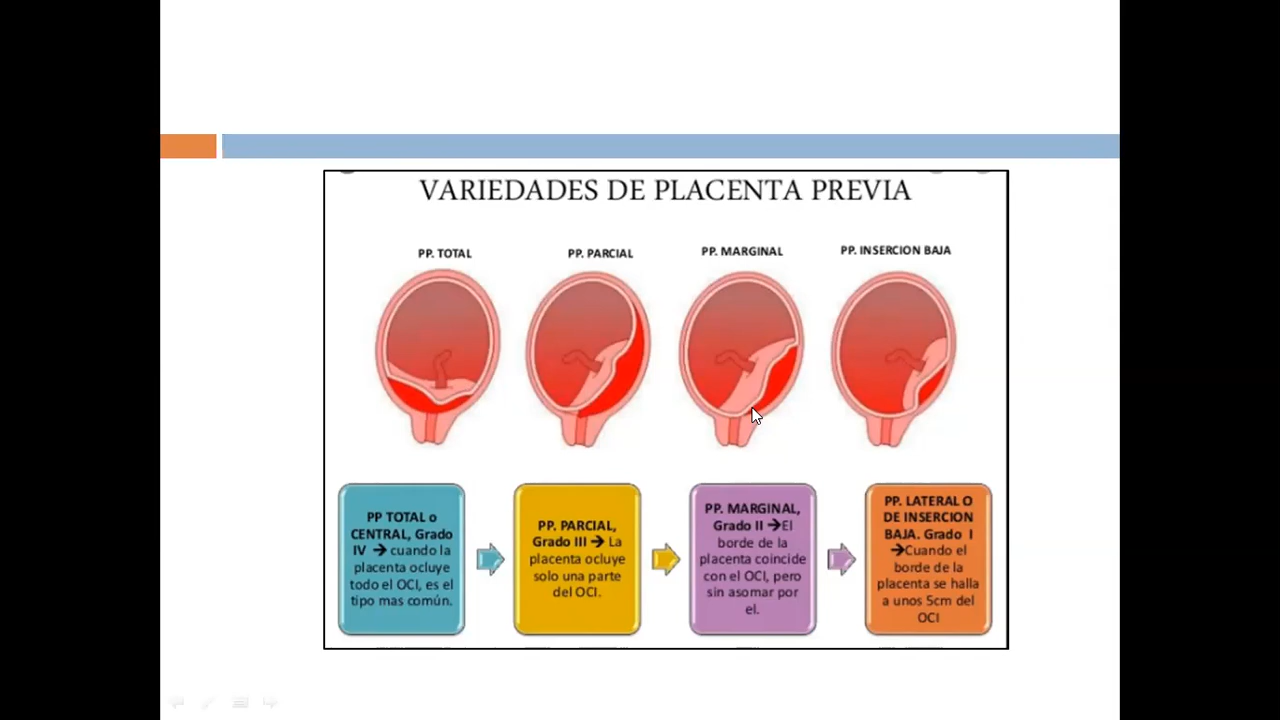 VARIEDADES DE PLACENTA PREVIA
PP. TOTAL
PP. PARCIAL
PP. MARGINAL
PP. INSERCION BAJA
PP TOTAL o
CENTRAL, Grado
IV ➔ cuando la
placenta ocluye
todo el OCI, es el
tipo mas común.
PP. PARCIAL,
Grado III ➔ La
placenta ocluye
solo una parte
del OCI.
PP. MARGINAL,
Grado II ➔El
borde de la
placenta coincide
con el OCI, pero
sin asomar por
el.
PP. LATERAL O
DE INSERCION
BAJA. Grado I
➔Cuando el
borde de la
placenta se halla
a unos 5cm del
OCI